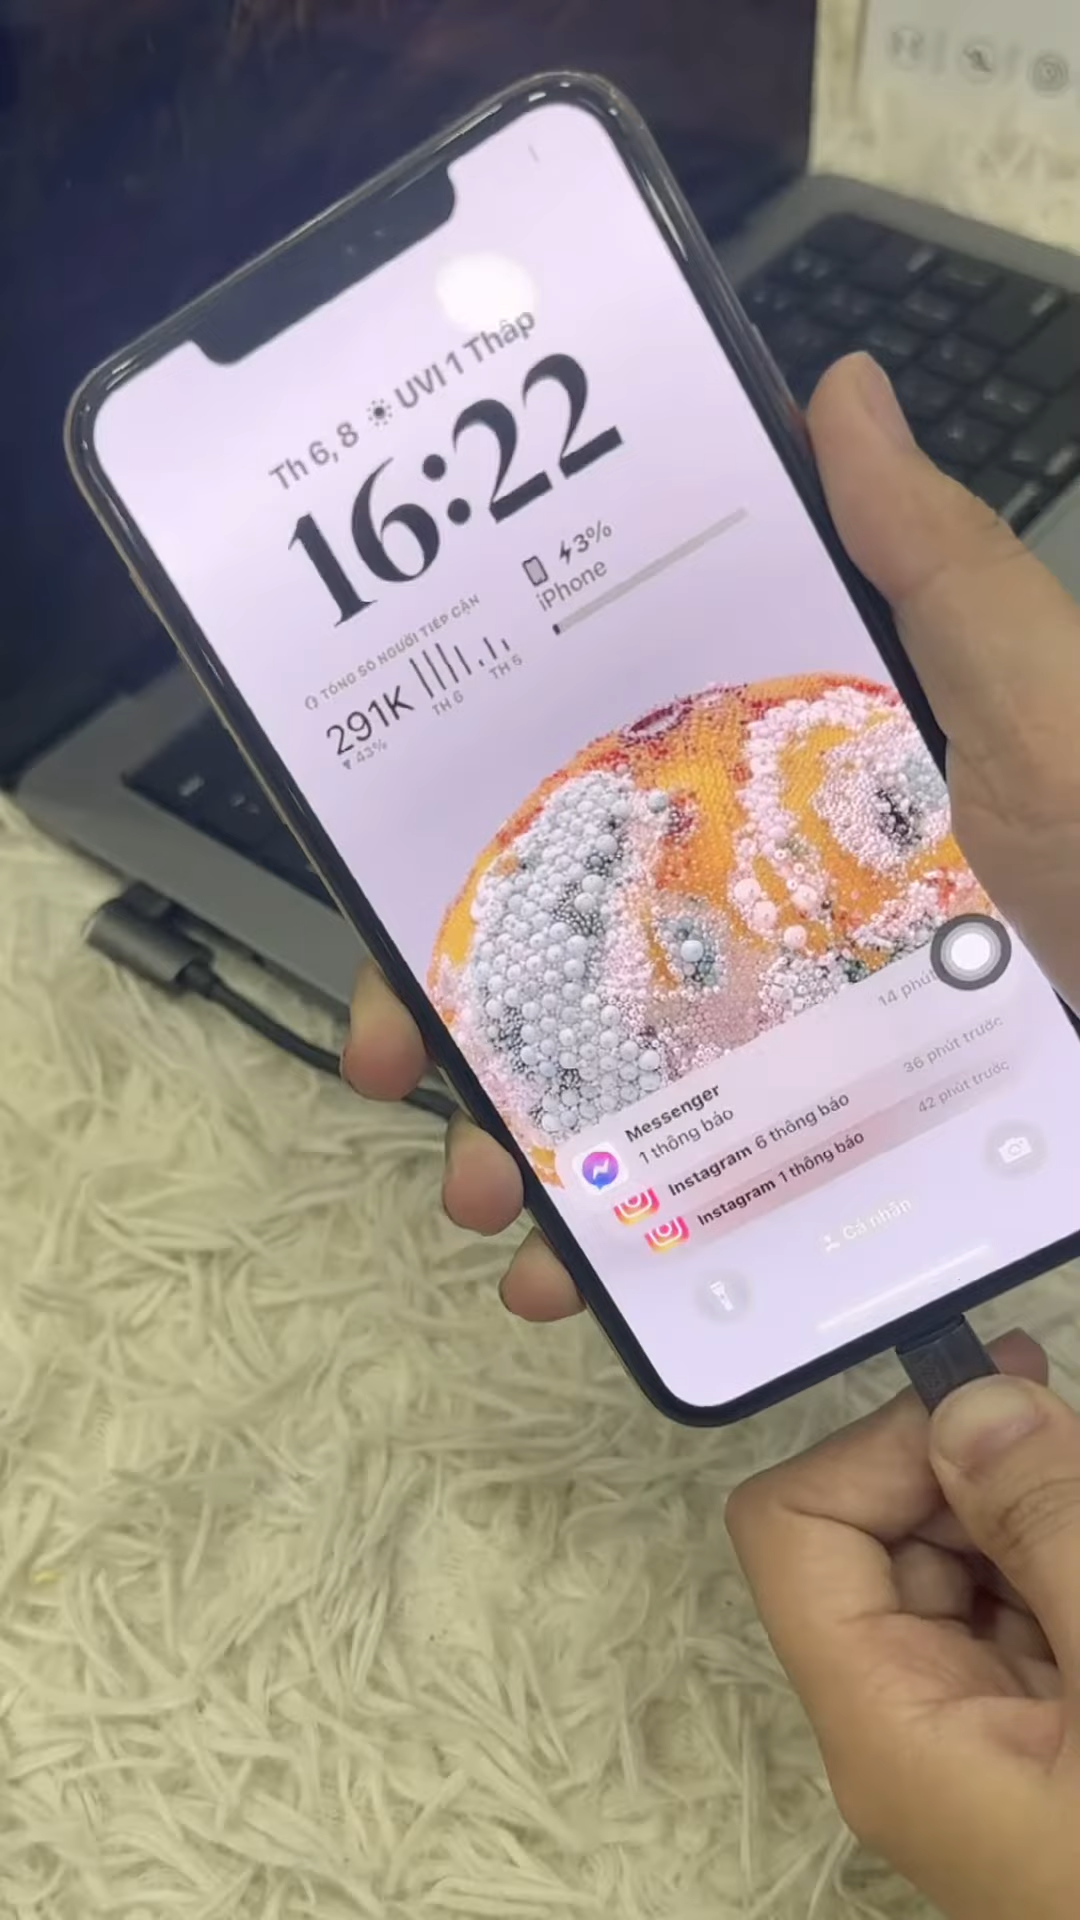 Th 6, 8 UVI 1 Thấp
16:22
3%
iPhone
TỔNG SỐ NGƯỜI TIẾP CẬN
291K
▼ 43%
TH 6
TH 5
14 phút
Messenger
1 thông báo
36 phút trước
Instagram 6 thông báo
42 phút trước
Instagram 1 thông báo
Cá nhân